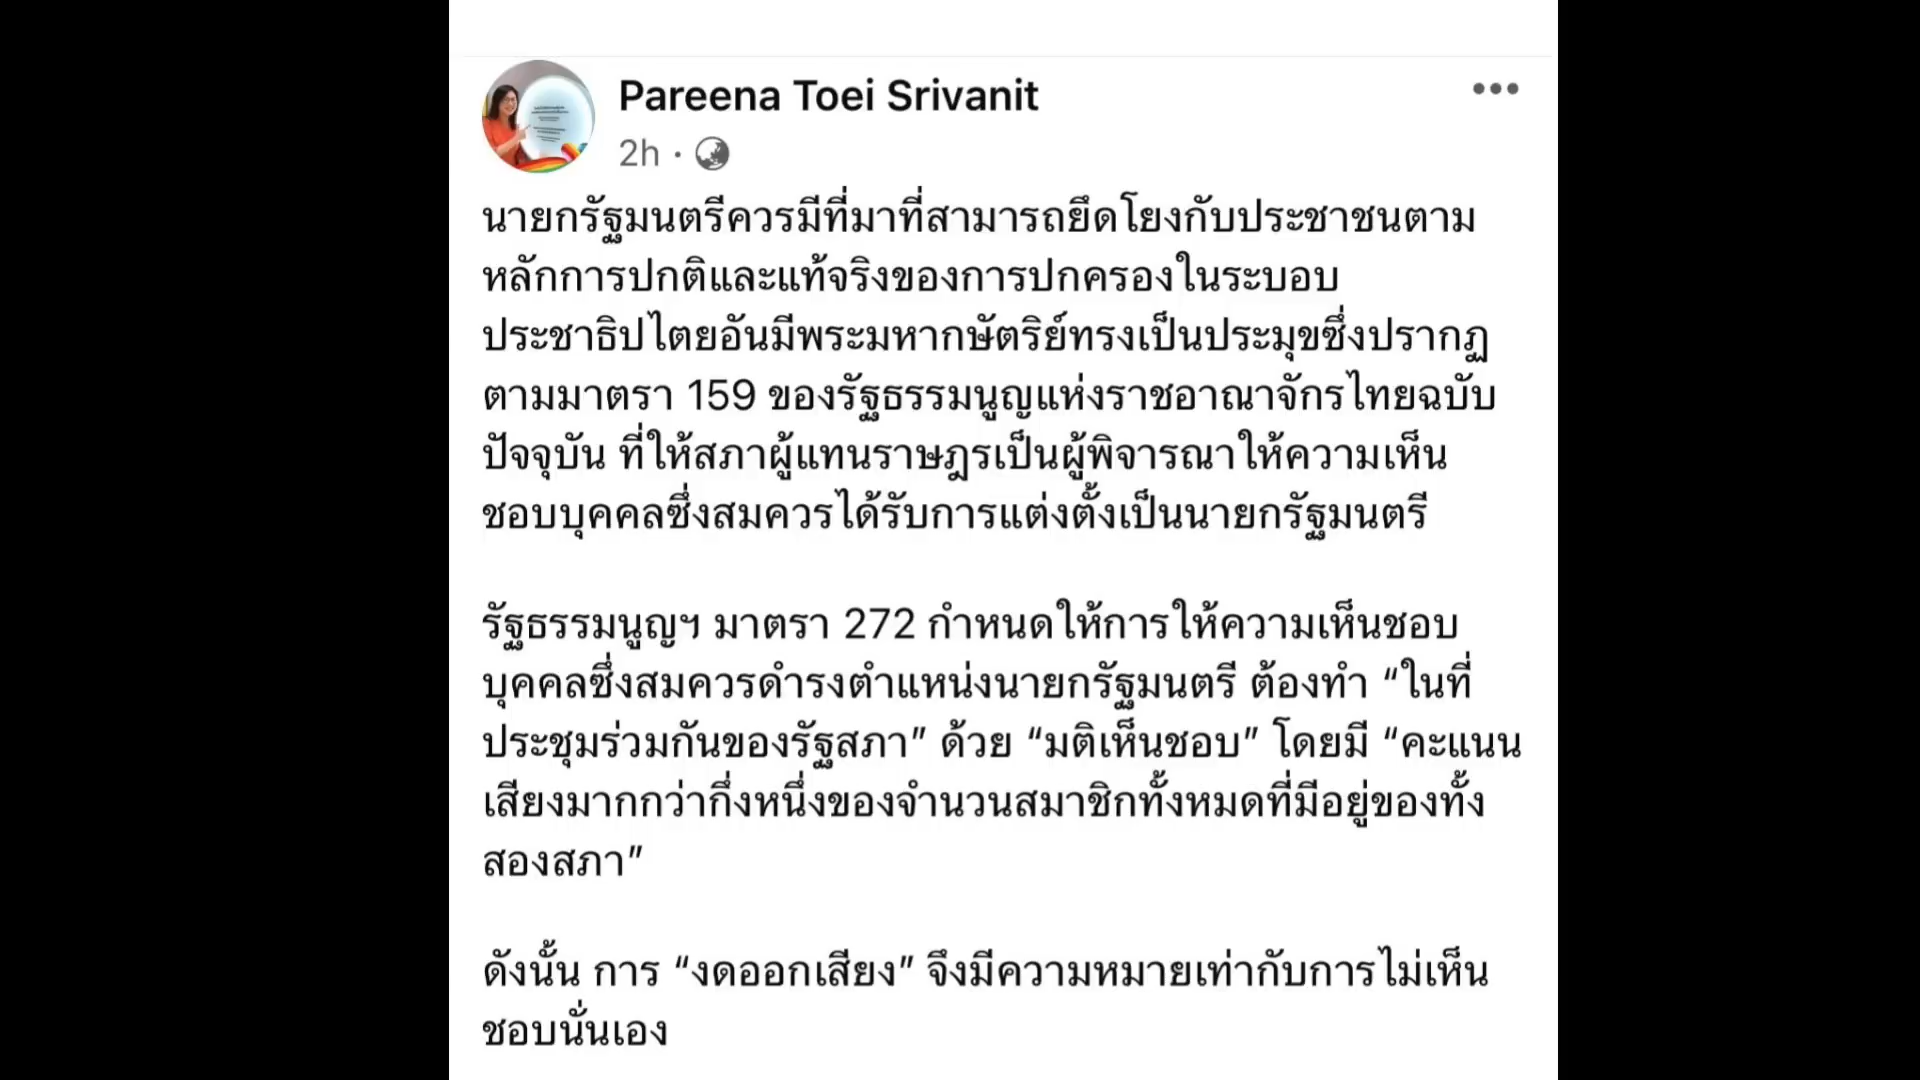 Pareena Toei Srivanit
2h ·
นายกรัฐมนตรีควรมีที่มาที่สามารถยึดโยงกับประชาชนตาม
หลักการปกติและแท้จริงของการปกครองในระบอบ
ประชาธิปไตยอันมีพระมหากษัตริย์ทรงเป็นประมุขซึ่งปรากฏ
ตามมาตรา 159 ของรัฐธรรมนูญแห่งราชอาณาจักรไทยฉบับ
ปัจจุบัน ที่ให้สภาผู้แทนราษฎรเป็นผู้พิจารณาให้ความเห็น
ชอบบุคคลซึ่งสมควรได้รับการแต่งตั้งเป็นนายกรัฐมนตรี
รัฐธรรมนูญฯ มาตรา 272 กำหนดให้การให้ความเห็นชอบ
บุคคลซึ่งสมควรดำรงตำแหน่งนายกรัฐมนตรี ต้องทำ “ในที่
ประชุมร่วมกันของรัฐสภา” ด้วย “มติเห็นชอบ” โดยมี “คะแนน
เสียงมากกว่ากึ่งหนึ่งของจำนวนสมาชิกทั้งหมดที่มีอยู่ของทั้ง
สองสภา”
ดังนั้น การ “งดออกเสียง” จึงมีความหมายเท่ากับการไม่เห็น
ชอบนั่นเอง